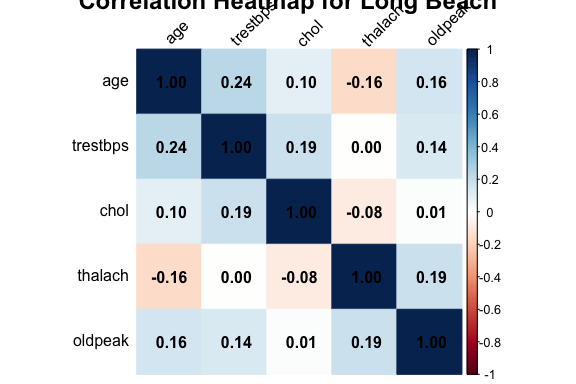 Correlation Heatmap for Long Beach
age trestbps chol thalach oldpeak
age 1.00 0.24 0.10 -0.16 0.16
trestbps 0.24 1.00 0.19 0.00 0.14
chol 0.10 0.19 1.00 -0.08 0.01
thalach -0.16 0.00 -0.08 1.00 0.19
oldpeak 0.16 0.14 0.01 0.19 1.00
1
0.8
0.6
0.4
0.2
0
-0.2
-0.4
-0.6
-0.8
-1